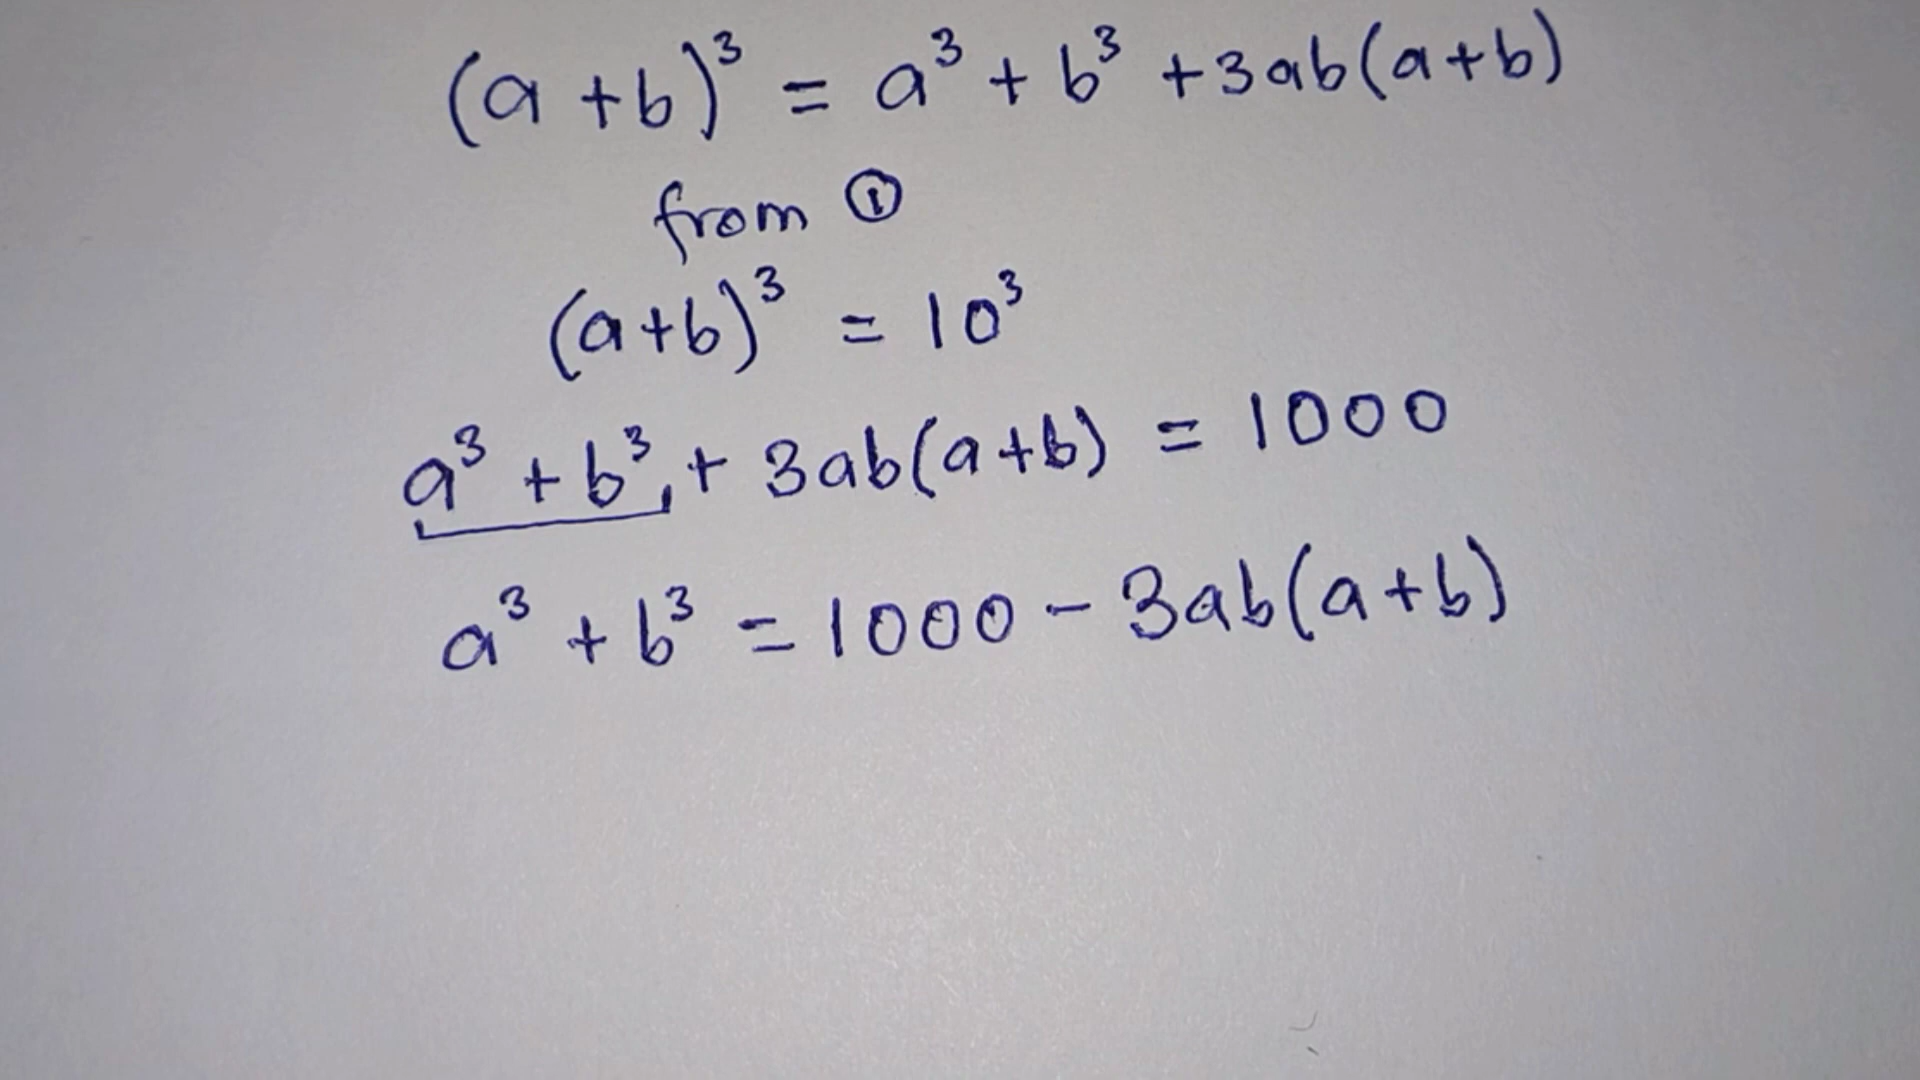 (a + b)³ = a³ + b³ + 3ab(a+b)
from ①
(a+b)³ = 10³
a³ + b³ + 3ab(a+b) = 1000
a³ + b³ = 1000 - 3ab(a+b)